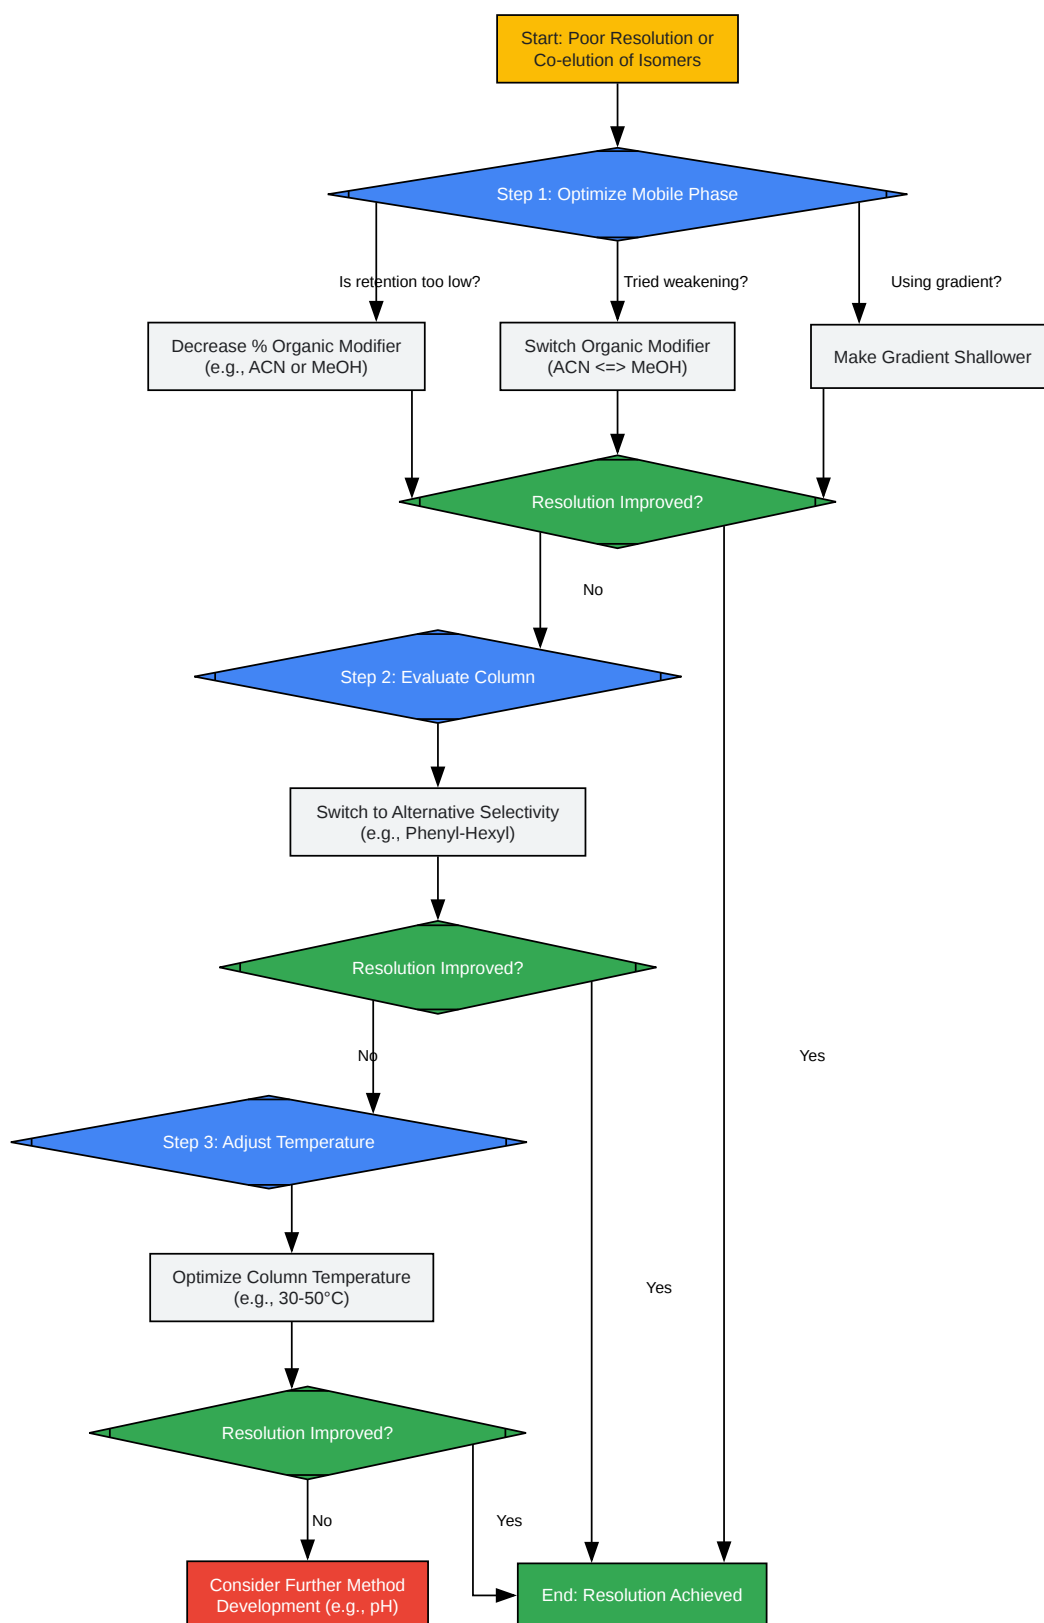 Start: Poor Resolution or
Co-elution of Isomers
Step 1: Optimize Mobile Phase
Is retention too low?
Tried weakening?
Using gradient?
Decrease % Organic Modifier
(e.g., ACN or MeOH)
Switch Organic Modifier
(ACN <=> MeOH)
Make Gradient Shallower
Resolution Improved?
No
Step 2: Evaluate Column
Switch to Alternative Selectivity
(e.g., Phenyl-Hexyl)
Resolution Improved?
No
Yes
Step 3: Adjust Temperature
Optimize Column Temperature
(e.g., 30-50°C)
Yes
Resolution Improved?
No
Yes
Consider Further Method
Development (e.g., pH)
End: Resolution Achieved